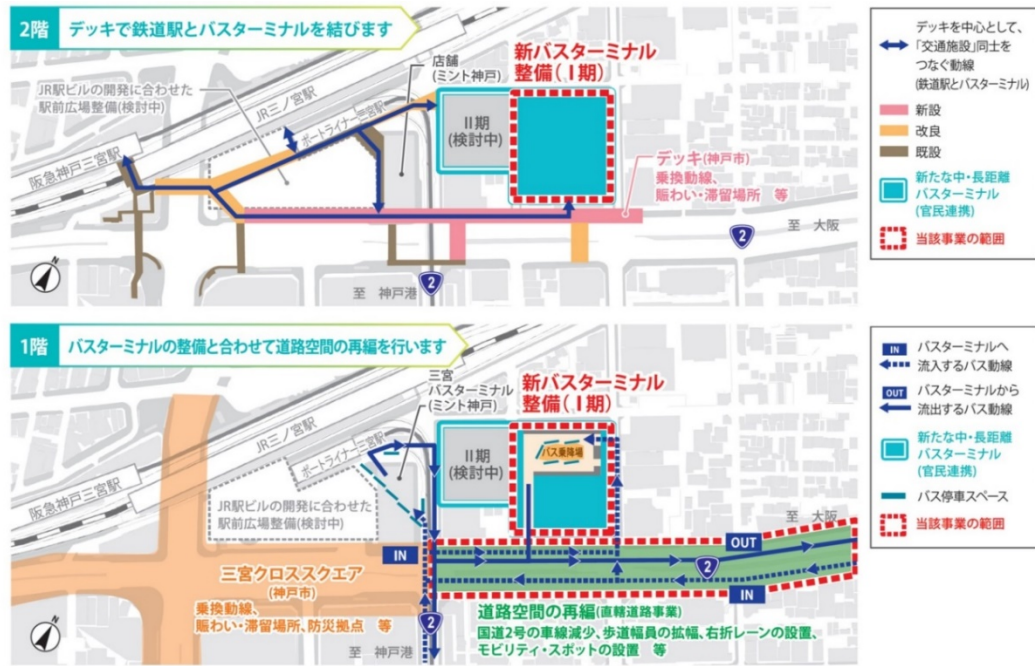 2階 デッキで鉄道駅とバスターミナルを結びます
店舗
(ミント神戸)
新バスターミナル
整備(Ⅰ期)
JR駅ビルの開発に合わせた
駅前広場整備(検討中)
JR三ノ宮駅
ポートライナー三宮駅
阪急神戸三宮駅
Ⅱ期
(検討中)
デッキ(神戸市)
乗換動線、
賑わい・滞留場所 等
2
至 大阪
N
至 神戸港
2
デッキを中心として、
「交通施設」同士を
つなぐ動線
(鉄道駅とバスターミナル)
新設
改良
既設
新たな中・長距離
バスターミナル
(官民連携)
当該事業の範囲
1階 バスターミナルの整備と合わせて道路空間の再編を行います
三宮
バスターミナル
(ミント神戸)
新バスターミナル
整備(Ⅰ期)
JR三ノ宮駅
ポートライナー三宮駅
阪急神戸三宮駅
Ⅱ期
(検討中)
バス乗降場
JR駅ビルの開発に合わせた
駅前広場整備(検討中)
至 大阪
IN
OUT
2
IN
三宮クロススクエア
(神戸市)
乗換動線、
賑わい・滞留場所、防災拠点 等
道路空間の再編(直轄道路事業)
国道2号の車線減少、歩道幅員の拡幅、右折レーンの設置、
モビリティ・スポットの設置 等
N
至 神戸港
2
IN バスターミナルへ
流入するバス動線
OUT バスターミナルから
流出するバス動線
新たな中・長距離
バスターミナル
(官民連携)
バス停車スペース
当該事業の範囲